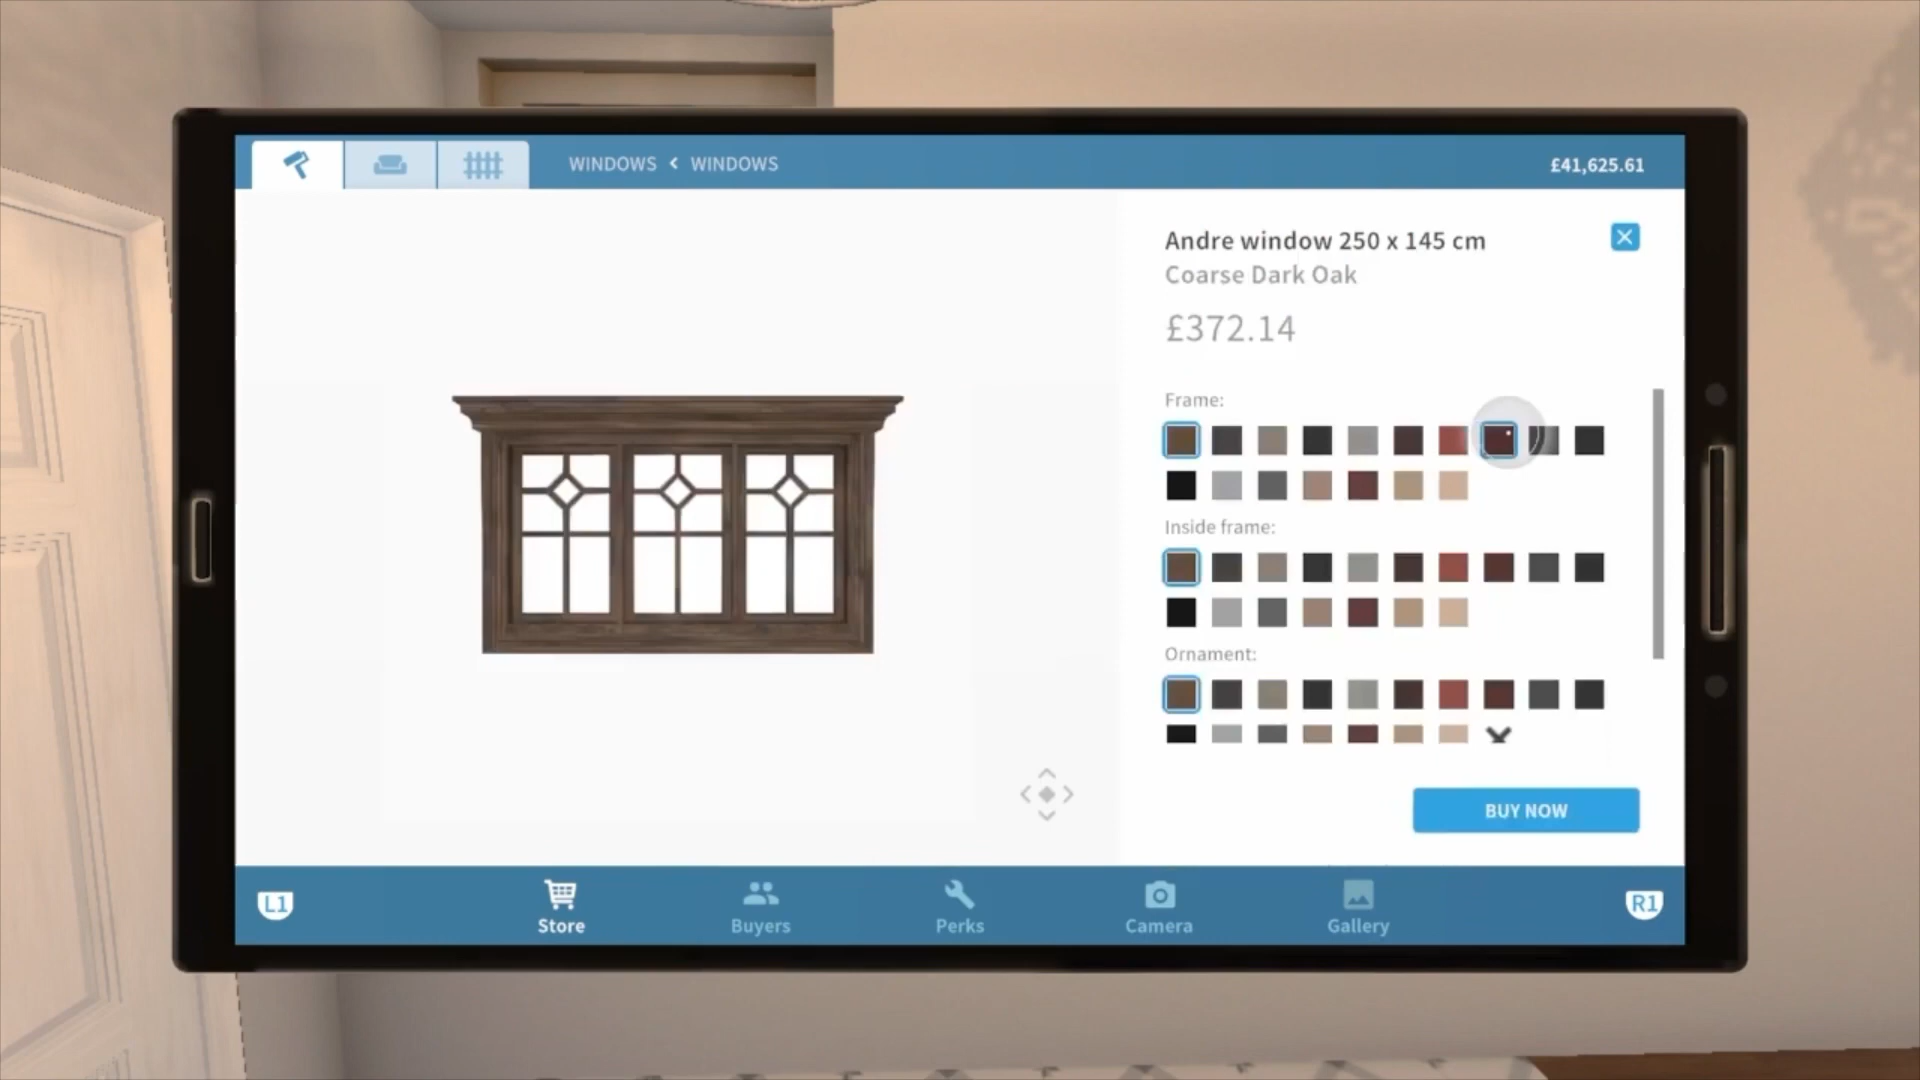 WINDOWS < WINDOWS
£41,625.61
Andre window 250 x 145 cm
Coarse Dark Oak
£372.14
Frame:
Inside frame:
Ornament:
BUY NOW
L1
Store
Buyers
Perks
Camera
Gallery
R1